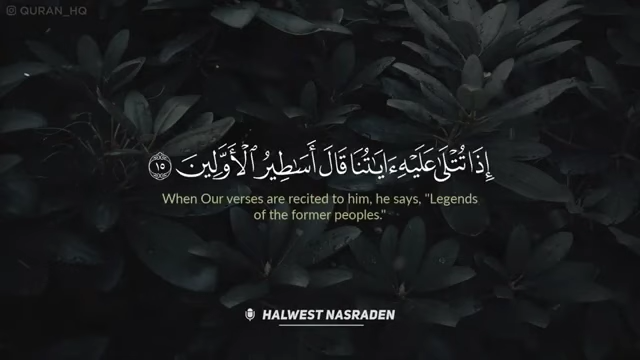 QURAN_HQ
إِذَا تُتْلَىٰ عَلَيْهِ ءَايَٰتُنَا قَالَ أَسَٰطِيرُ ٱلْأَوَّلِينَ ١٥
When Our verses are recited to him, he says, "Legends
of the former peoples."
HALWEST NASRADEN